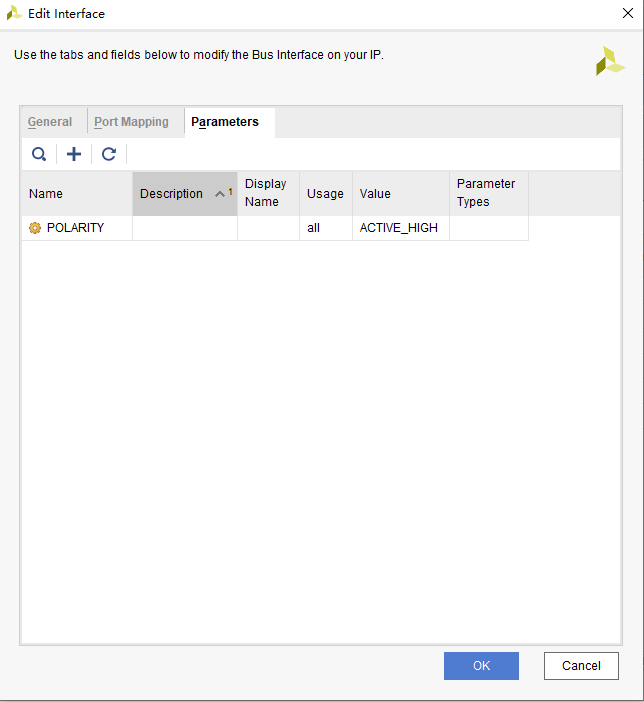 Edit Interface
Use the tabs and fields below to modify the Bus Interface on your IP.
General Port Mapping Parameters
Name Description 1 Display Name Usage Value Parameter Types
POLARITY all ACTIVE_HIGH
OK Cancel